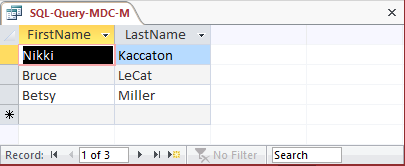 SQL-Query-MDC-M
FirstName LastName
Nikki Kaccaton
Bruce LeCat
Betsy Miller
Record: 1 of 3 No Filter Search